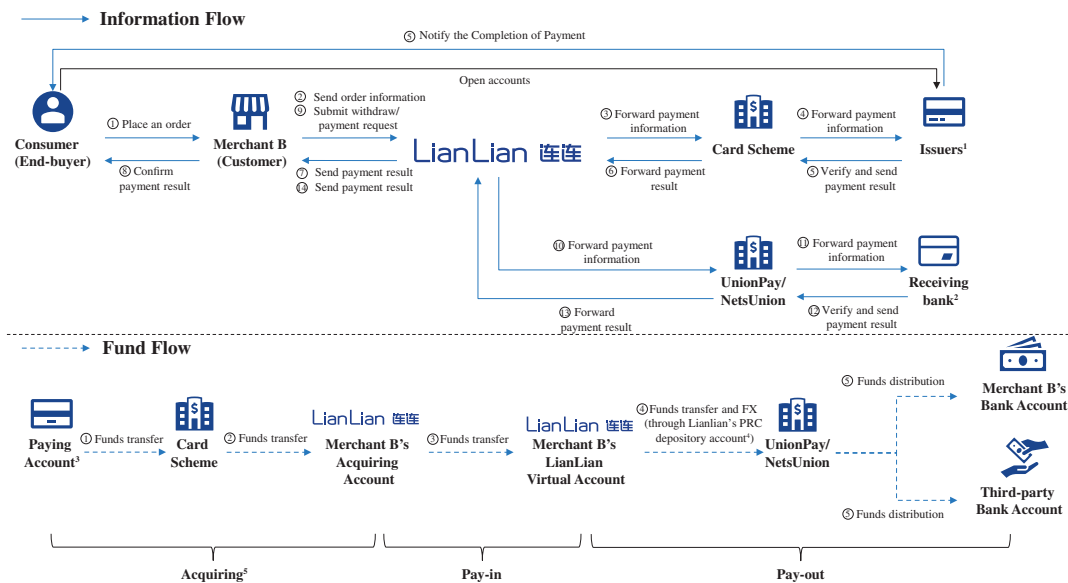 Information Flow
⑤ Notify the Completion of Payment
Open accounts
① Place an order
② Send order information
⑨ Submit withdraw/
payment request
③ Forward payment
information
④ Forward payment
information
Consumer
(End-buyer)
Merchant B
(Customer)
LianLian 连连
Card Scheme
Issuers¹
⑧ Confirm
payment result
⑦ Send payment result
⑭ Send payment result
⑥ Forward payment
result
⑤ Verify and send
payment result
⑩ Forward payment
information
⑪ Forward payment
information
UnionPay/
NetsUnion
Receiving
bank²
⑬ Forward
payment result
⑫ Verify and send
payment result
Fund Flow
Paying
Account³
① Funds transfer
Card
Scheme
② Funds transfer
LianLian 连连
Merchant B's
Acquiring
Account
③ Funds transfer
LianLian 连连
Merchant B's
LianLian
Virtual Account
④ Funds transfer and FX
(through Lianlian's PRC
depository account⁴)
UnionPay/
NetsUnion
⑤ Funds distribution
Merchant B's
Bank Account
⑤ Funds distribution
Third-party
Bank Account
Acquiring⁵
Pay-in
Pay-out